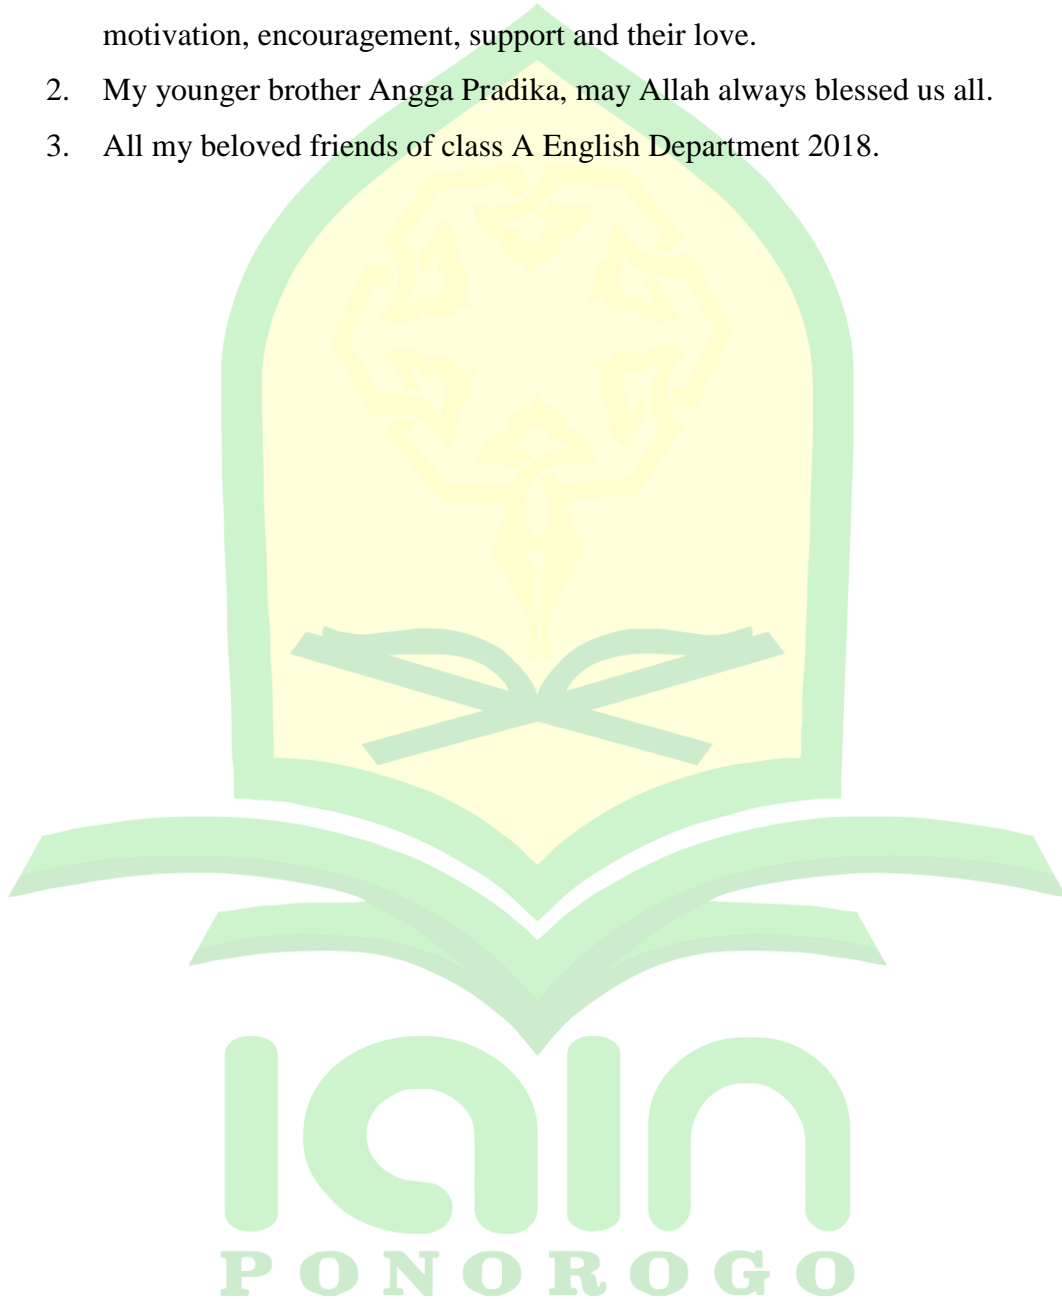 motivation, encouragement, support and their love.
2. My younger brother Angga Pradika, may Allah always blessed us all.
3. All my beloved friends of class A English Department 2018.
iain
PONOROGO